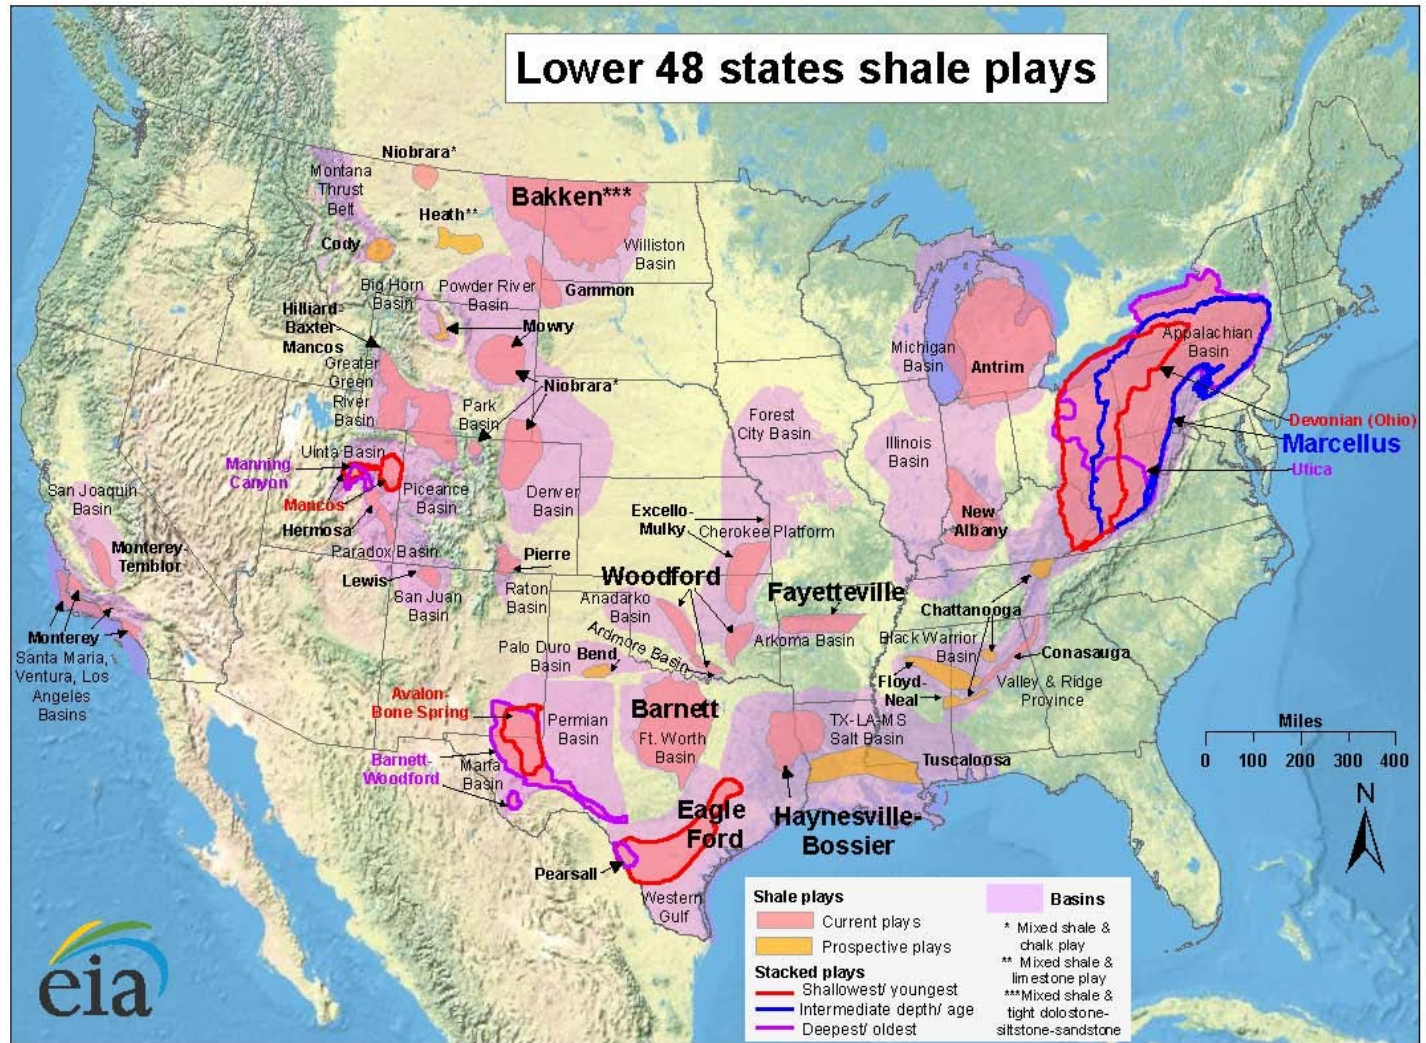 Lower 48 states shale plays
Niobrara*
Montana
Thrust
Belt
Bakken***
Heath**
Cody
Williston
Basin
Big Horn
Basin
Powder River
Basin
Gammon
Hilliard-
Baxter-
Mancos
Mowry
Greater
Green
River
Basin
Niobrara*
Park
Basin
Michigan
Basin
Antrim
Appalachian
Basin
Devonian (Ohio)
Marcellus
Utica
Forest
City Basin
Illinois
Basin
Uinta Basin
Manning
Canyon
Mancos
Piceance
Basin
Denver
Basin
San Joaquin
Basin
Hermosa
Excello-
Mulky
Cherokee Platform
New
Albany
Monterey-
Temblor
Paradox Basin
Pierre
Lewis
San Juan
Basin
Raton
Basin
Woodford
Anadarko
Basin
Fayetteville
Chattanooga
Monterey
Santa Maria,
Ventura, Los
Angeles
Basins
Palo Duro
Basin
Bend
Ardmore Basin
Arkoma Basin
Black Warrior
Basin
Conasauga
Floyd-
Neal
Valley & Ridge
Province
Avalon-
Bone Spring
Permian
Basin
Barnett
Ft. Worth
Basin
TX-LA-MS
Salt Basin
Tuscaloosa
Barnett-
Woodford
Marfa
Basin
Eagle
Ford
Haynesville-
Bossier
Pearsall
Western
Gulf
Miles
0 100 200 300 400
N
Shale plays
Current plays
Prospective plays
Stacked plays
Shallowest/ youngest
Intermediate depth/ age
Deepest/ oldest
Basins
* Mixed shale &
chalk play
** Mixed shale &
limestone play
***Mixed shale &
tight dolostone-
siltstone-sandstone
eia